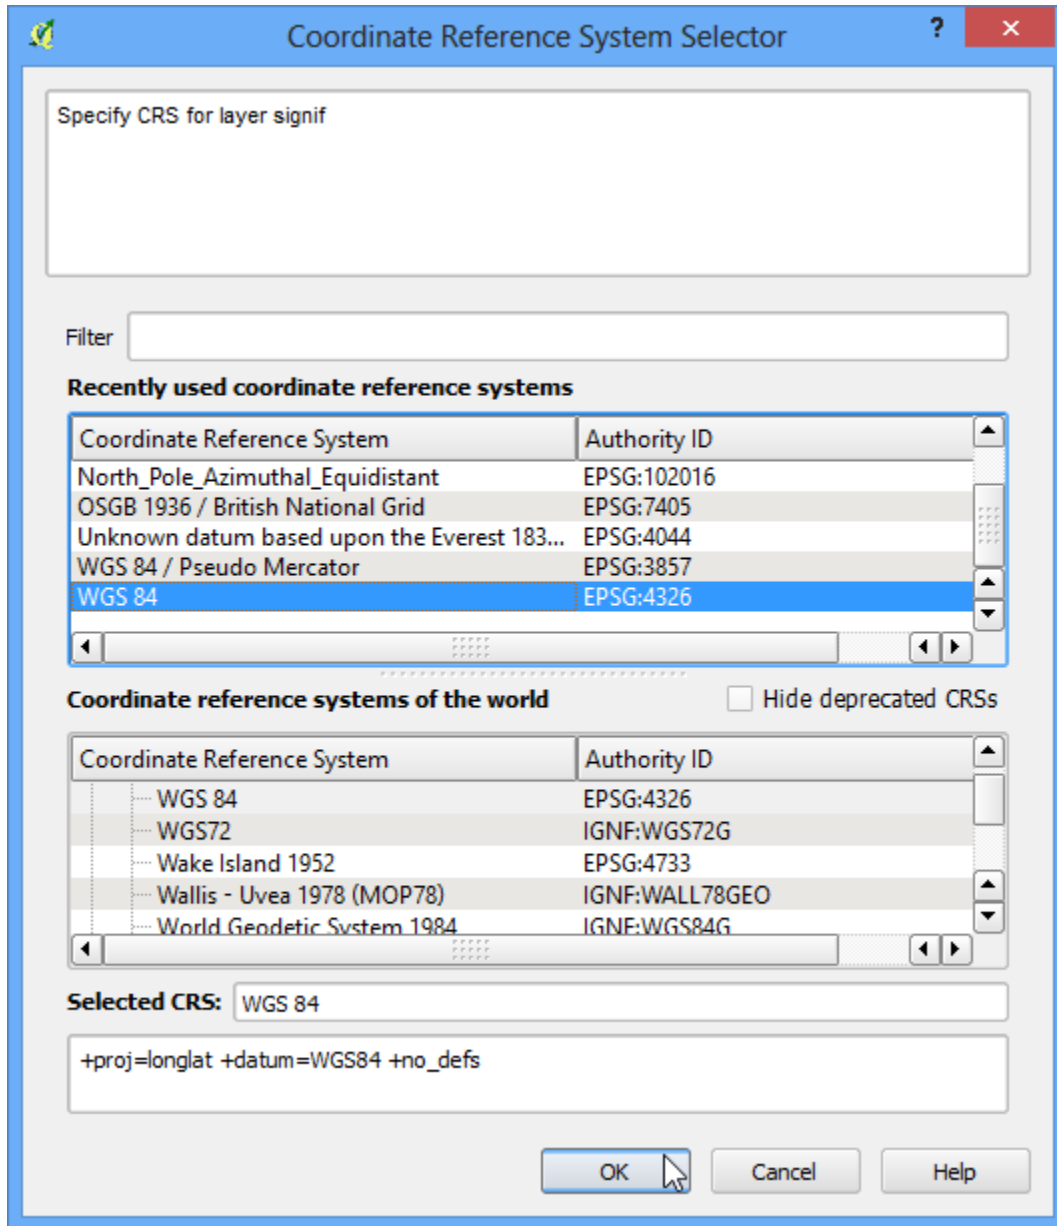 Coordinate Reference System Selector ?
Specify CRS for layer signif
Filter
Recently used coordinate reference systems
Coordinate Reference System Authority ID
North_Pole_Azimuthal_Equidistant EPSG:102016
OSGB 1936 / British National Grid EPSG:7405
Unknown datum based upon the Everest 183... EPSG:4044
WGS 84 / Pseudo Mercator EPSG:3857
WGS 84 EPSG:4326
Coordinate reference systems of the world Hide deprecated CRSs
Coordinate Reference System Authority ID
WGS 84 EPSG:4326
WGS72 IGNF:WGS72G
Wake Island 1952 EPSG:4733
Wallis - Uvea 1978 (MOP78) IGNF:WALL78GEO
World Geodetic System 1984 IGNF:WGS84G
Selected CRS: WGS 84
+proj=longlat +datum=WGS84 +no_defs
OK Cancel Help